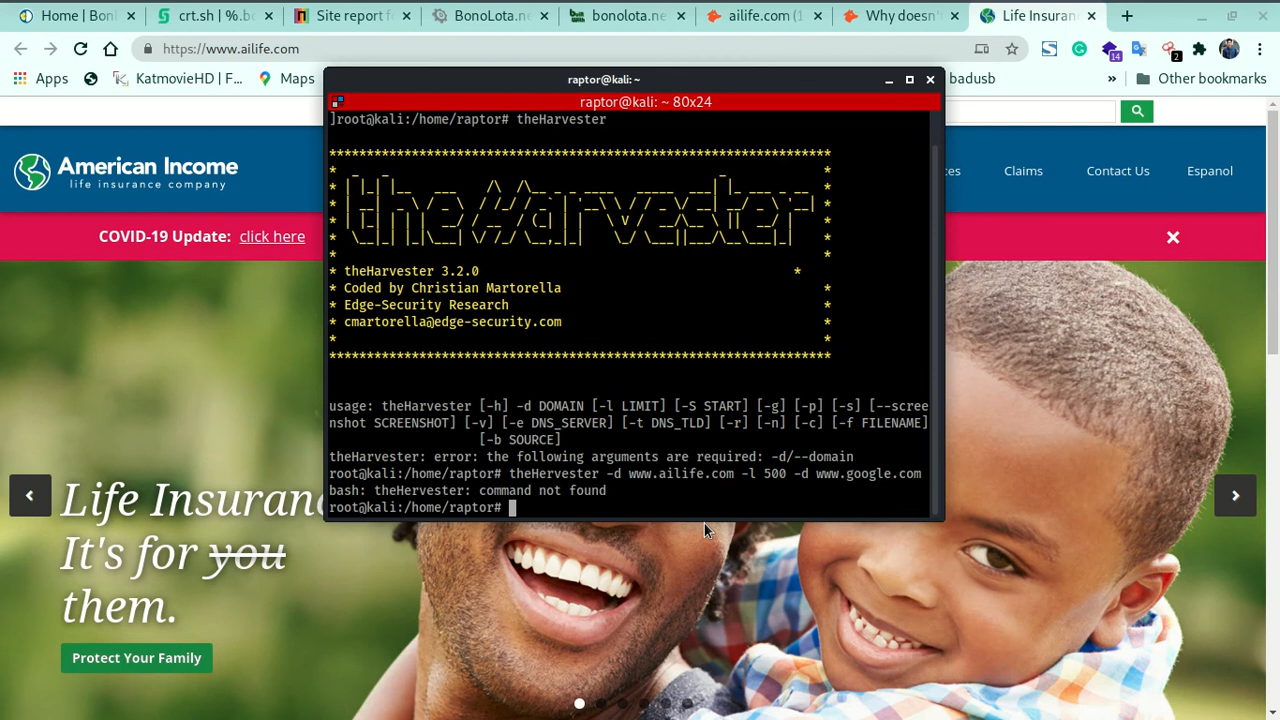 Home | Bon
crt.sh | %.b
Site report f
BonoLota.ne
bonolota.ne
ailife.com (1
Why doesn'
Life Insuran
https://www.ailife.com
14
2
Apps
KatmovieHD | F...
Maps
badusb
»
Other bookmarks
American Income
life insurance company
ces
Claims
Contact Us
Espanol
COVID-19 Update: click here
raptor@kali: ~
raptor@kali: ~ 80x24
]root@kali:/home/raptor# theHarvester
*******************************************************************
theHarvester
* theHarvester 3.2.0 *
* Coded by Christian Martorella *
* Edge-Security Research *
* cmartorella@edge-security.com *
* *
*******************************************************************
usage: theHarvester [-h] -d DOMAIN [-l LIMIT] [-S START] [-g] [-p] [-s] [--scree
nshot SCREENSHOT] [-v] [-e DNS_SERVER] [-t DNS_TLD] [-r] [-n] [-c] [-f FILENAME]
[-b SOURCE]
theHarvester: error: the following arguments are required: -d/--domain
root@kali:/home/raptor# theHervester -d www.ailife.com -l 500 -d www.google.com
bash: theHervester: command not found
root@kali:/home/raptor#
Life Insuranc
It's for you
them.
Protect Your Family